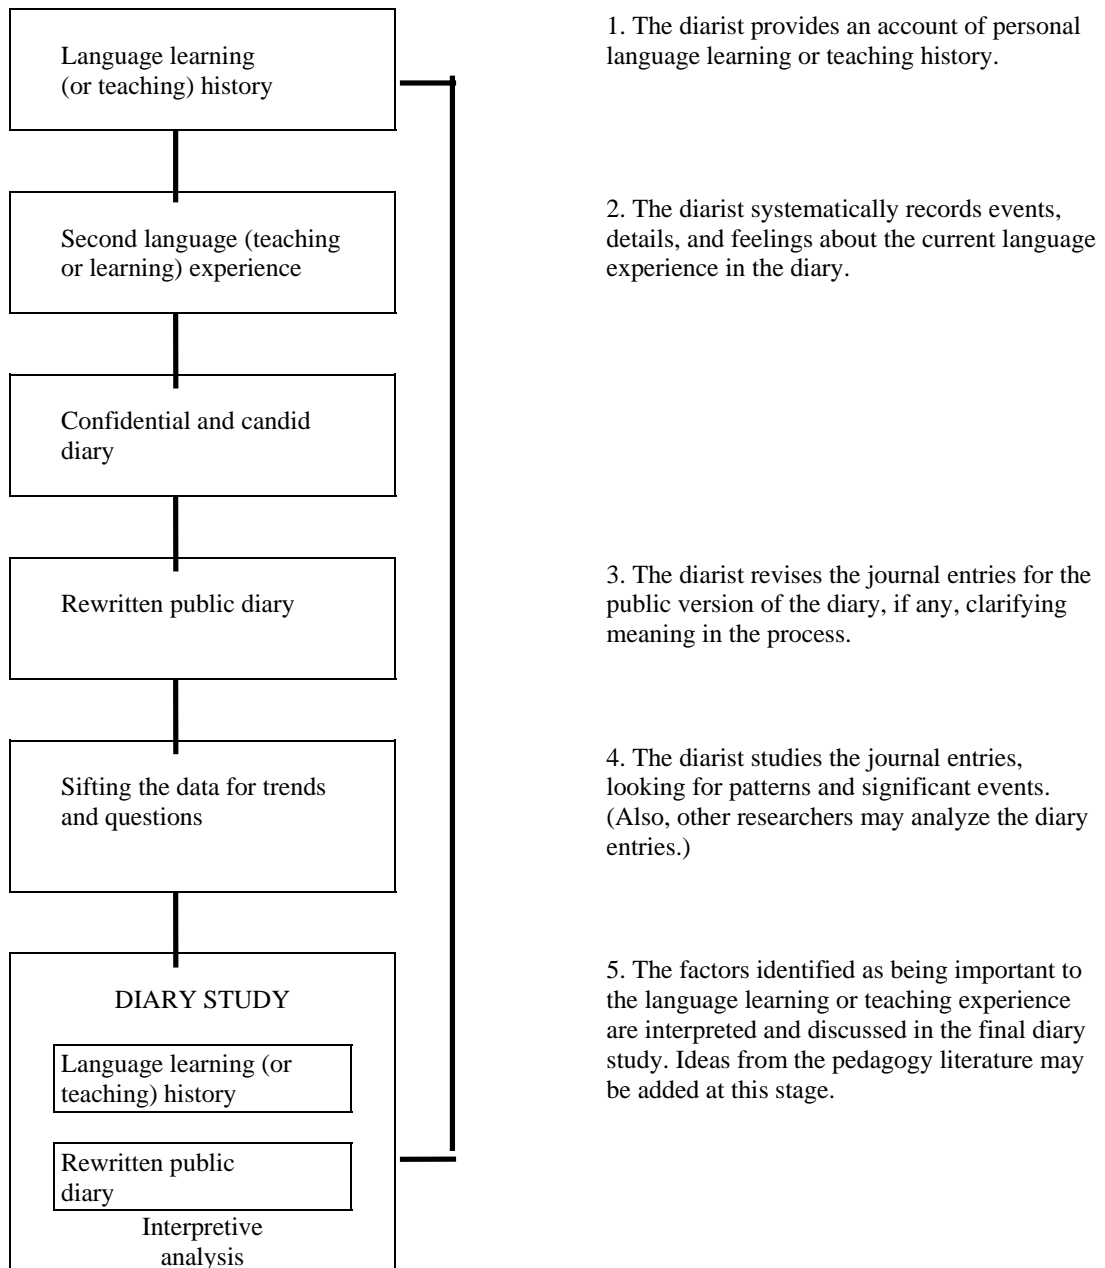 Language learning
(or teaching) history
1. The diarist provides an account of personal
language learning or teaching history.
Second language (teaching
or learning) experience
2. The diarist systematically records events,
details, and feelings about the current language
experience in the diary.
Confidential and candid
diary
Rewritten public diary
3. The diarist revises the journal entries for the
public version of the diary, if any, clarifying
meaning in the process.
Sifting the data for trends
and questions
4. The diarist studies the journal entries,
looking for patterns and significant events.
(Also, other researchers may analyze the diary
entries.)
DIARY STUDY
Language learning (or
teaching) history
Rewritten public
diary
Interpretive
analysis
5. The factors identified as being important to
the language learning or teaching experience
are interpreted and discussed in the final diary
study. Ideas from the pedagogy literature may
be added at this stage.